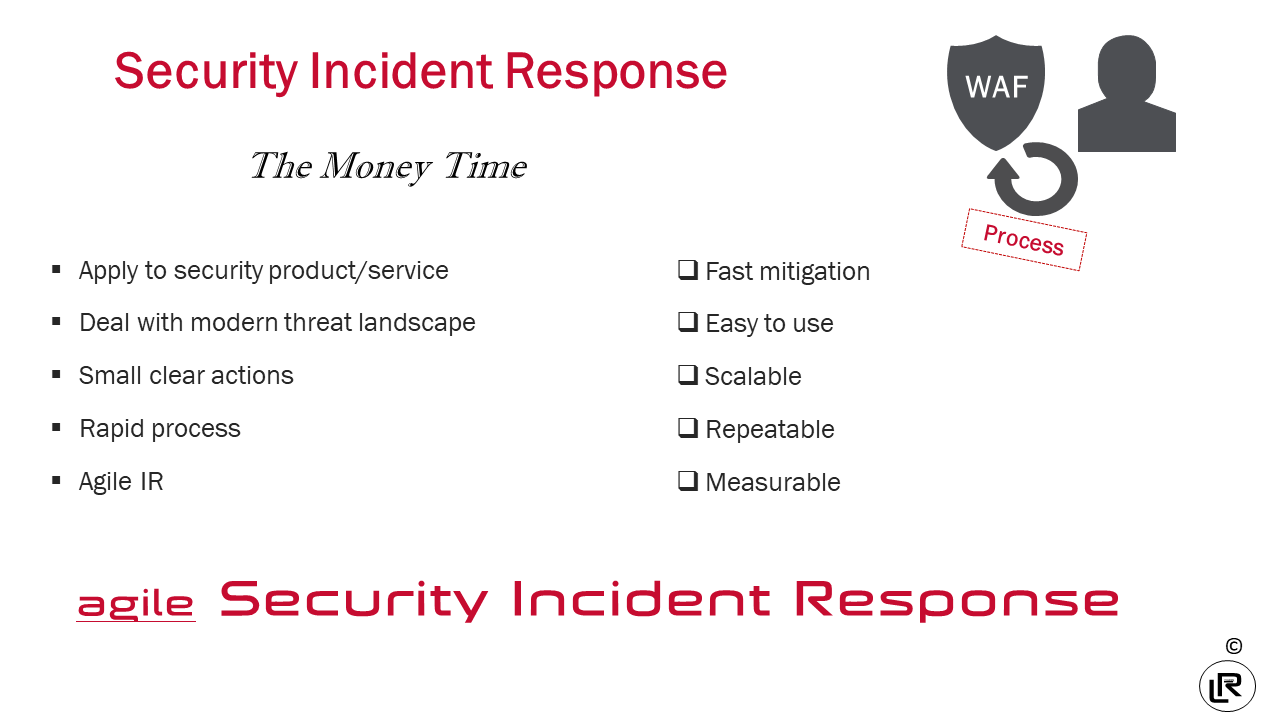 Security Incident Response
WAF
The Money Time
Process
Apply to security product/service
Deal with modern threat landscape
Small clear actions
Rapid process
Agile IR
Fast mitigation
Easy to use
Scalable
Repeatable
Measurable
agile Security Incident Response
©
LR